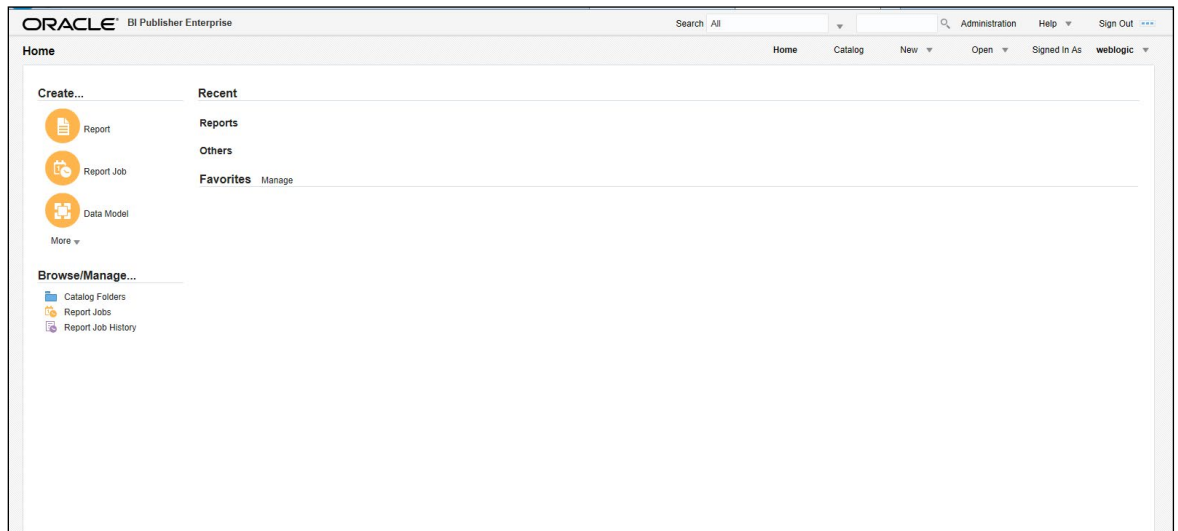 ORACLE® BI Publisher Enterprise Search All Administration Help Sign Out
Home Home Catalog New Open Signed In As weblogic
Create...
Report
Report Job
Data Model
More
Browse/Manage...
Catalog Folders
Report Jobs
Report Job History
Recent
Reports
Others
Favorites Manage